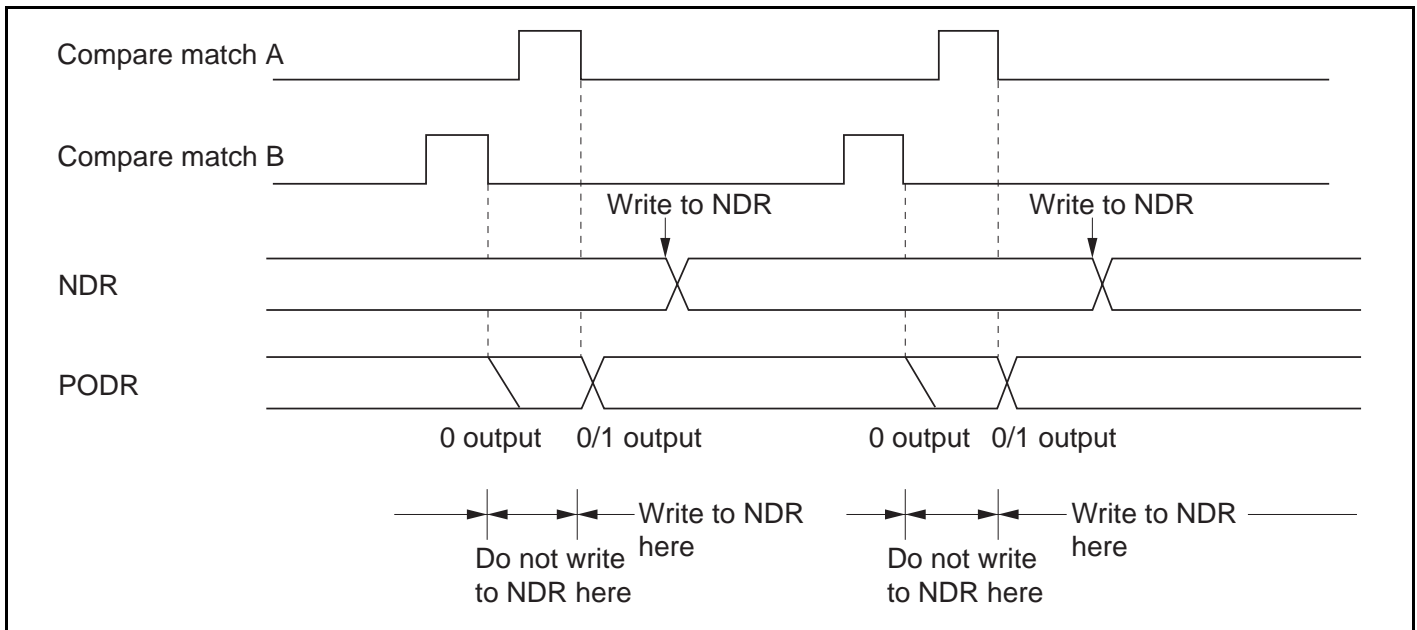 Compare match A
Compare match B
Write to NDR
Write to NDR
NDR
PODR
0 output
0/1 output
0 output
0/1 output
Write to NDR
here
Write to NDR
here
Do not write
to NDR here
Do not write
to NDR here